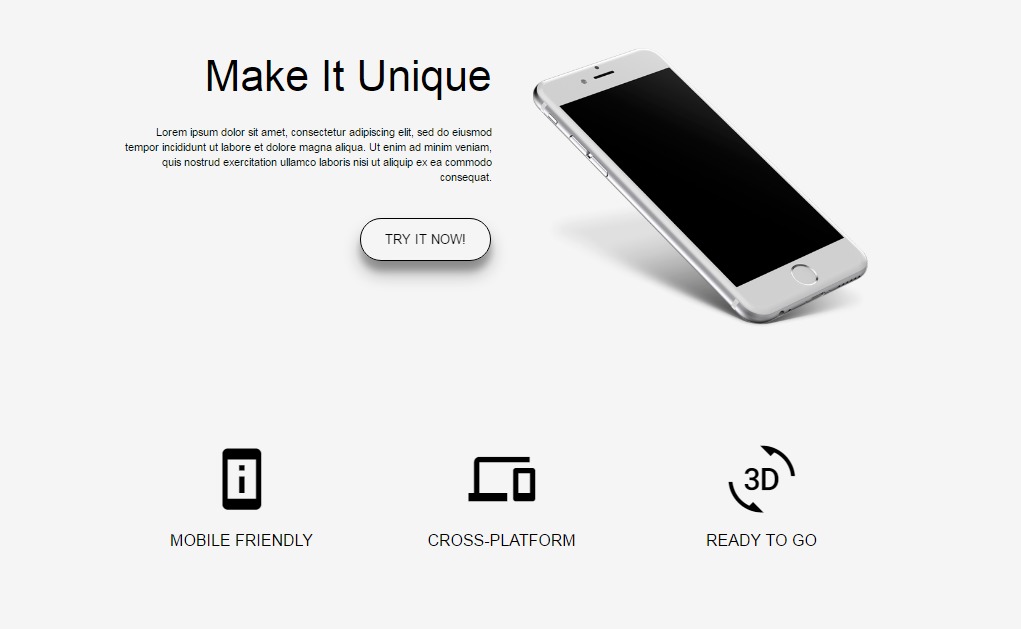 Make It Unique
Lorem ipsum dolor sit amet, consectetur adipiscing elit, sed do eiusmod
tempor incididunt ut labore et dolore magna aliqua. Ut enim ad minim veniam,
quis nostrud exercitation ullamco laboris nisi ut aliquip ex ea commodo
consequat.
TRY IT NOW!
i
3D
MOBILE FRIENDLY
CROSS-PLATFORM
READY TO GO